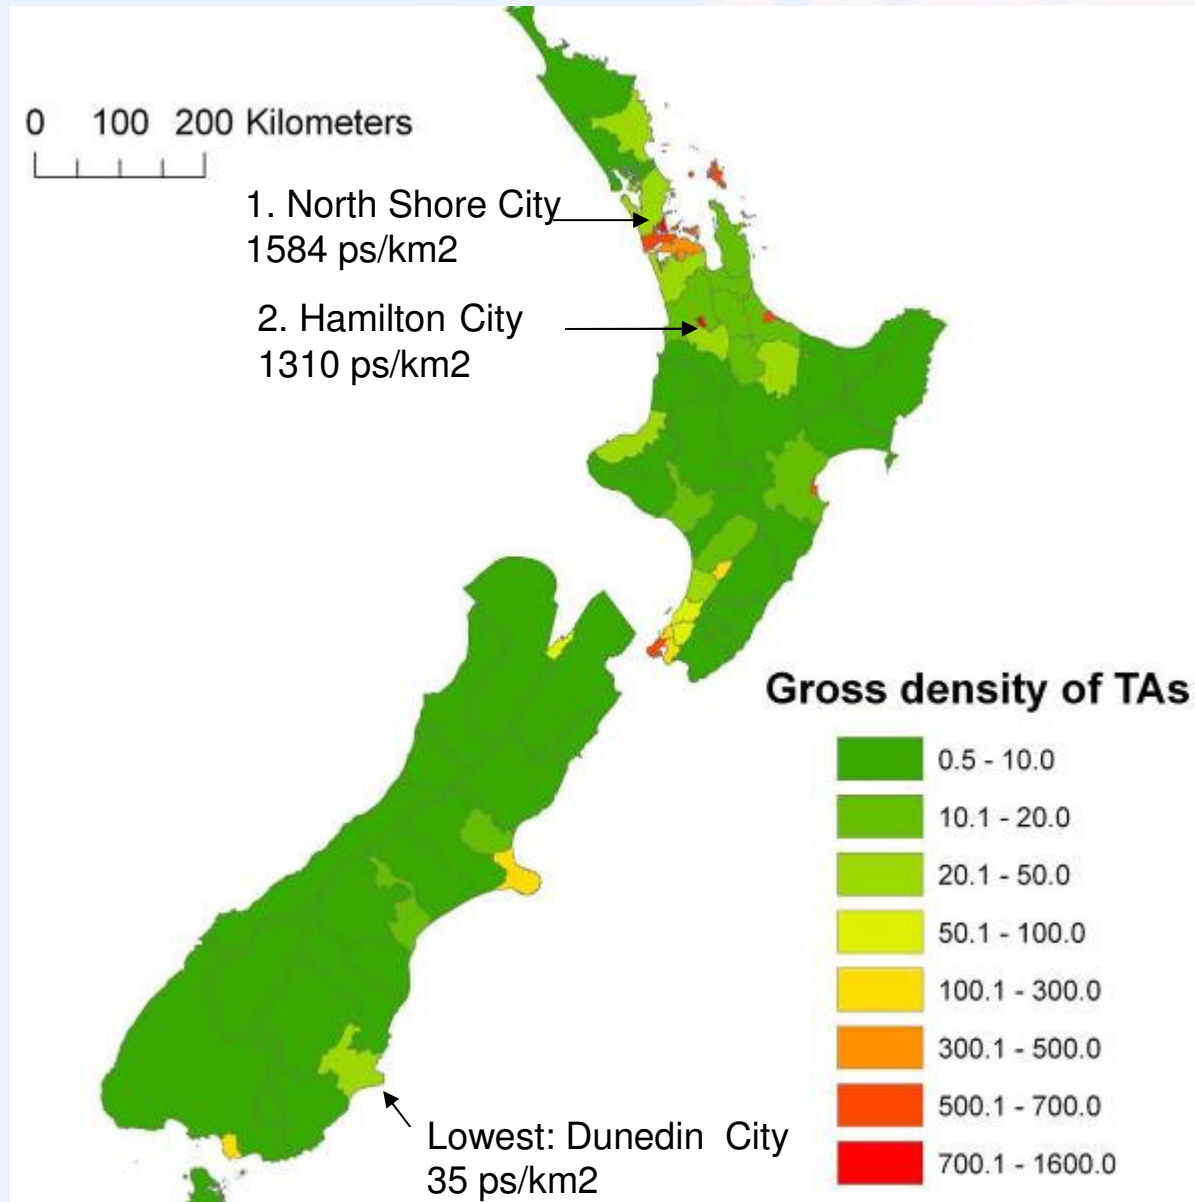 0 100 200 Kilometers
1. North Shore City
1584 ps/km2
2. Hamilton City
1310 ps/km2
Gross density of TAs
0.5 - 10.0
10.1 - 20.0
20.1 - 50.0
50.1 - 100.0
100.1 - 300.0
300.1 - 500.0
500.1 - 700.0
700.1 - 1600.0
Lowest: Dunedin City
35 ps/km2